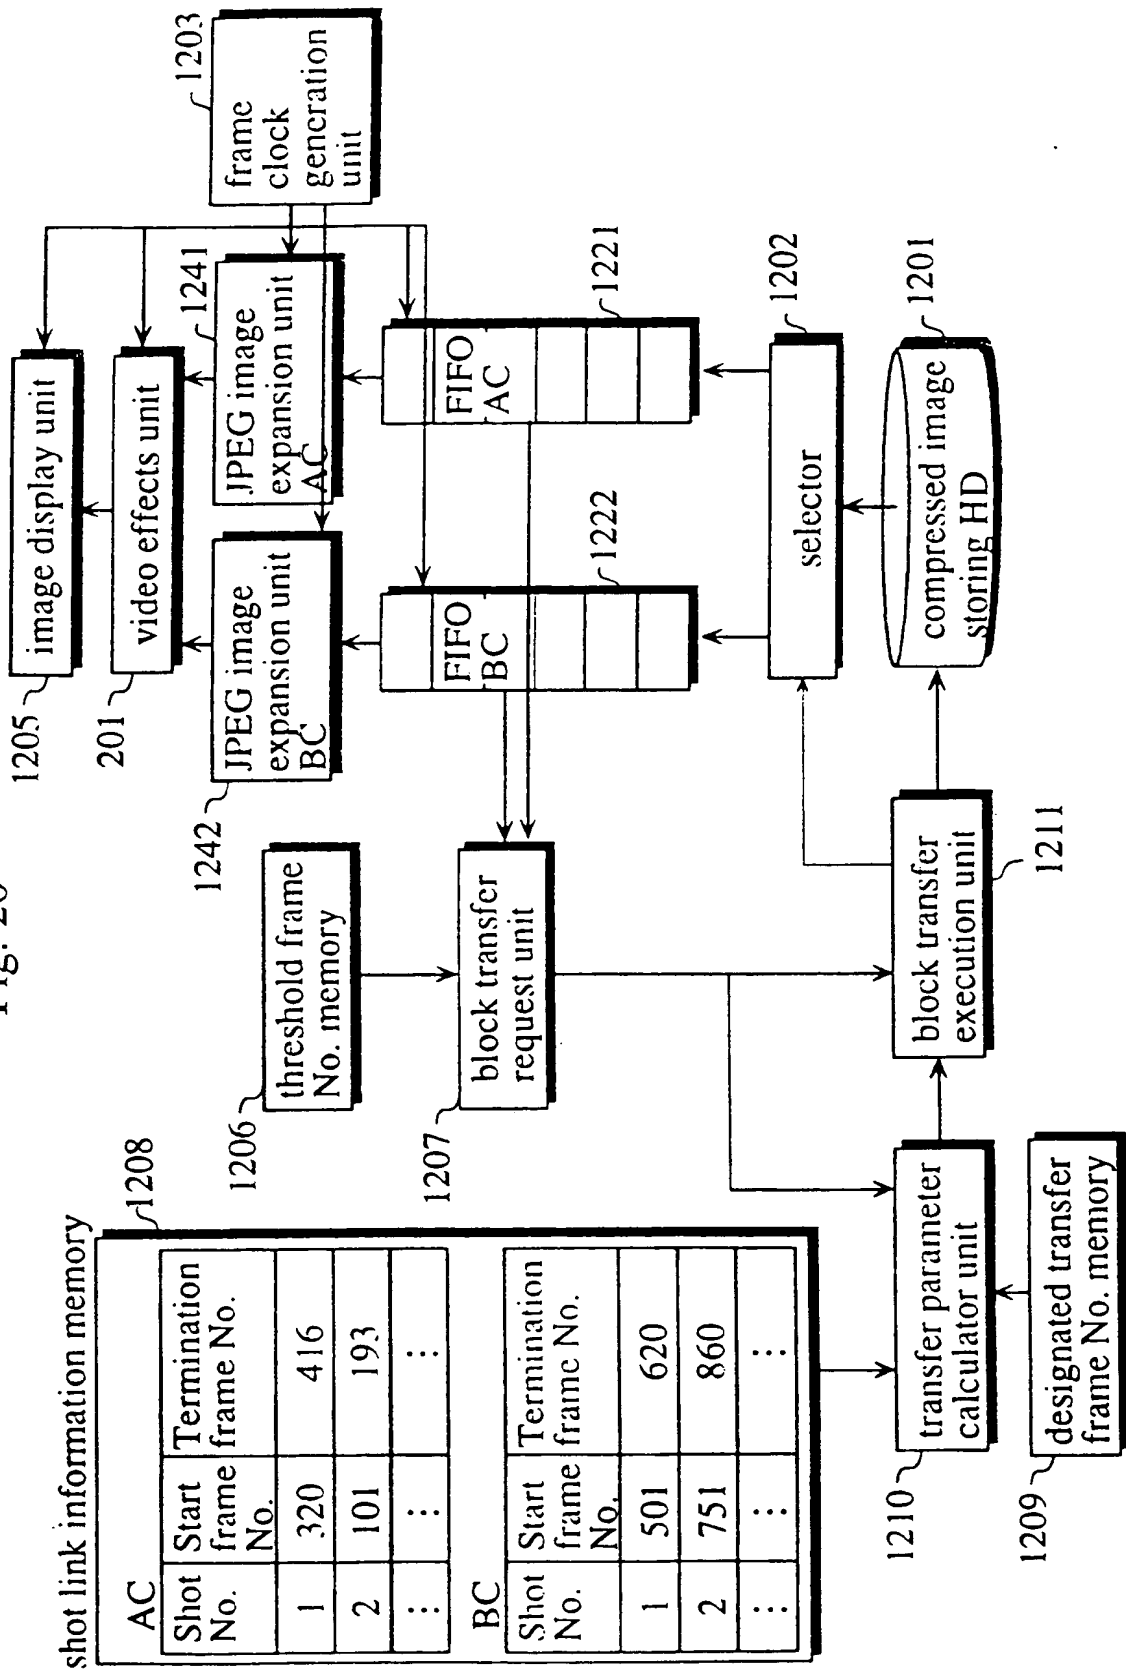 Fig. 20
shot link information memory
1208
AC
Shot No.
Start frame No.
Termination frame No.
1
320
416
2
101
193
⋮
⋮
⋮
BC
Shot No.
Start frame No.
Termination frame No.
1
501
620
2
751
860
⋮
⋮
⋮
1205
image display unit
201
video effects unit
1242
JPEG image
expansion unit
BC
1241
JPEG image
expansion unit
AC
1203
frame
clock
generation
unit
1206
threshold frame
No. memory
1207
block transfer
request unit
FIFO
BC
1222
FIFO
AC
1221
selector
1202
1210
transfer parameter
calculator unit
block transfer
execution unit
1211
compressed image
storing HD
1201
1209
designated transfer
frame No. memory